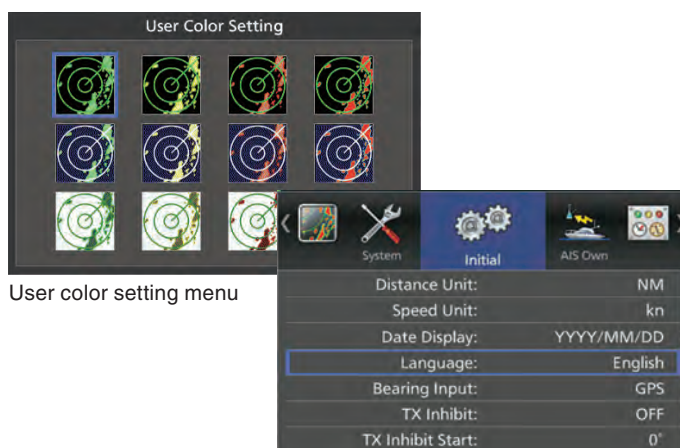 User Color Setting
User color setting menu
System
Initial
AIS Own
Distance Unit: NM
Speed Unit: kn
Date Display: YYYY/MM/DD
Language: English
Bearing Input: GPS
TX Inhibit: OFF
TX Inhibit Start: 0°